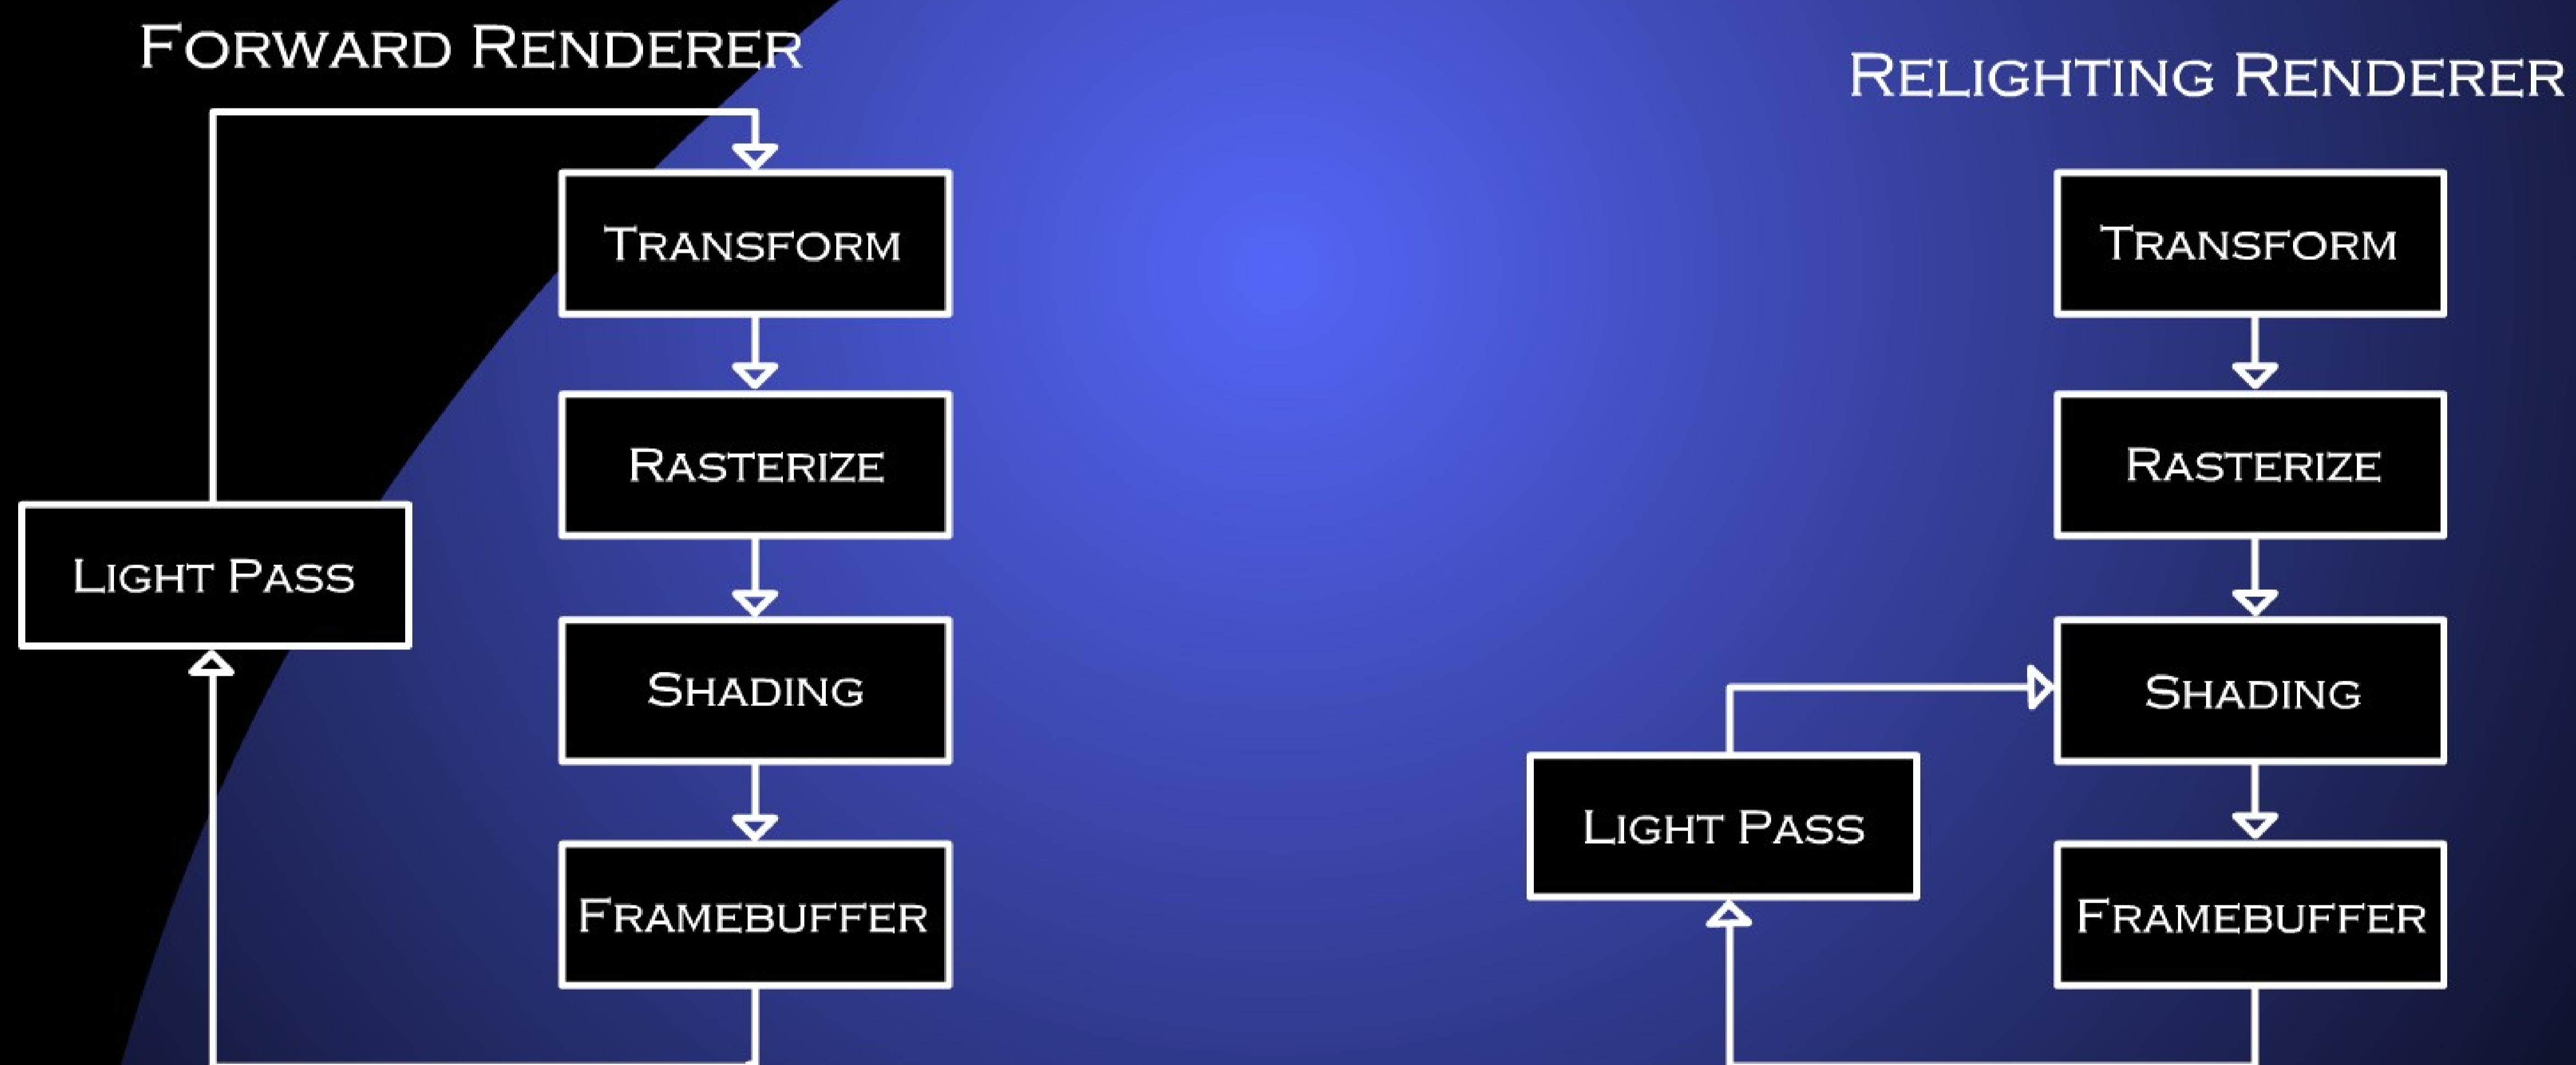 Forward Renderer
Transform
Rasterize
Light Pass
Shading
Framebuffer
Relighting Renderer
Transform
Rasterize
Shading
Light Pass
Framebuffer